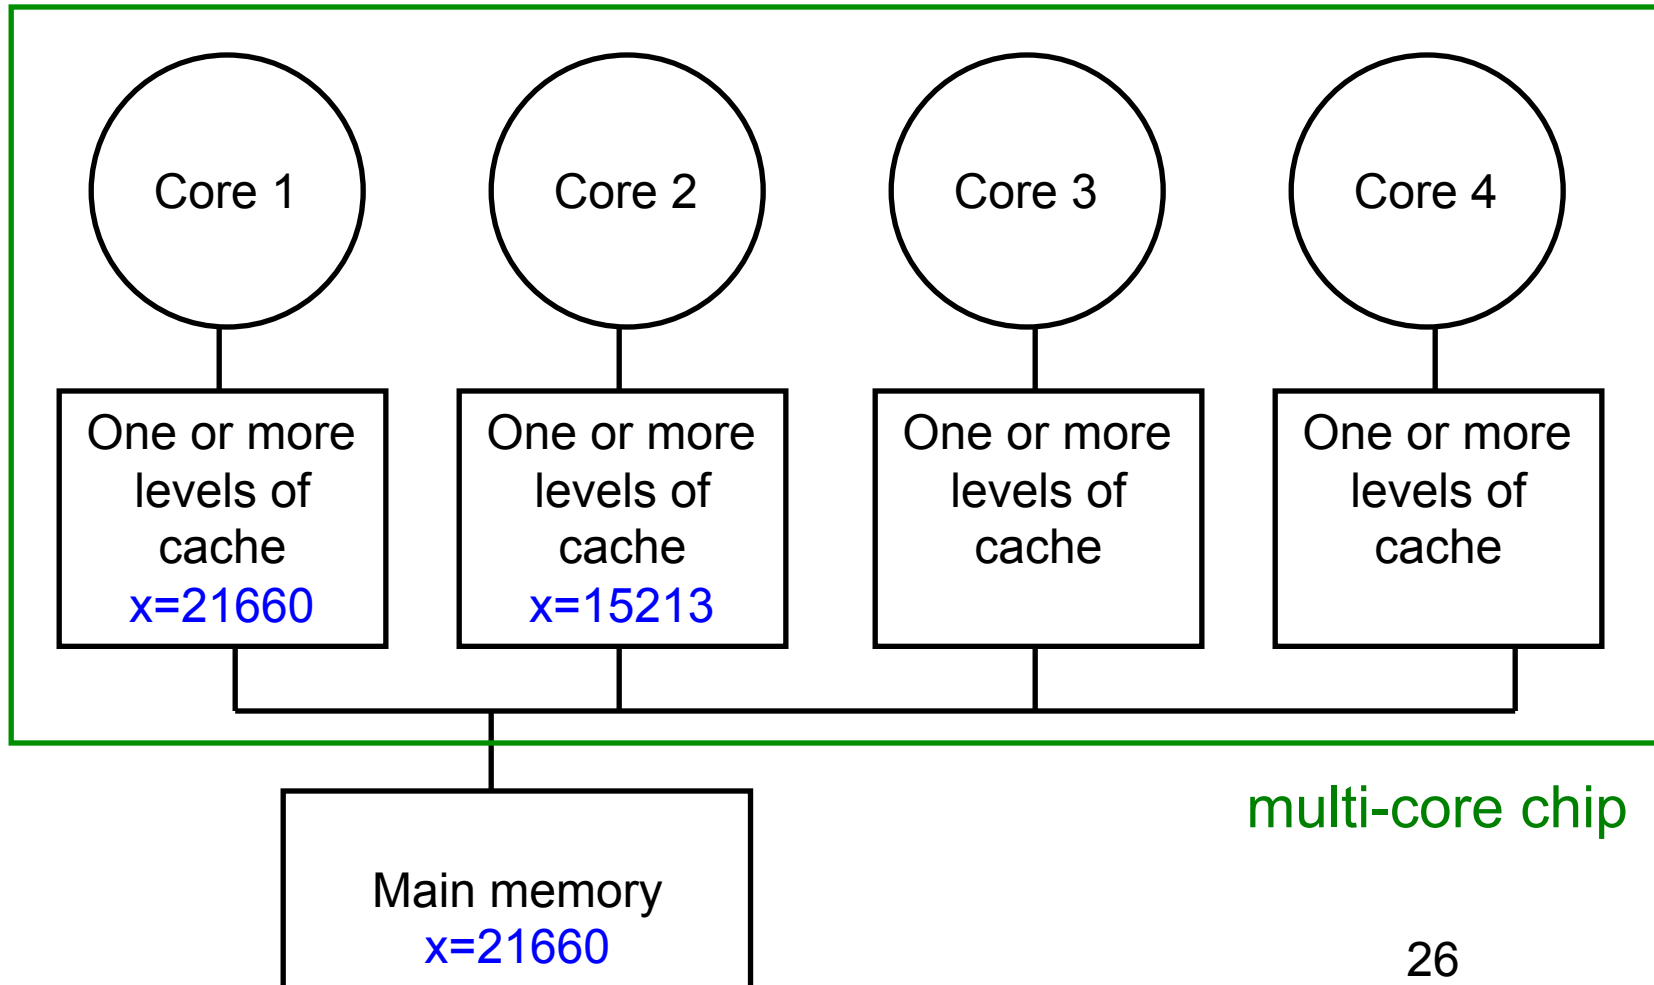 Core 1
Core 2
Core 3
Core 4
One or more
levels of
cache
x=21660
One or more
levels of
cache
x=15213
One or more
levels of
cache
One or more
levels of
cache
multi-core chip
Main memory
x=21660
26